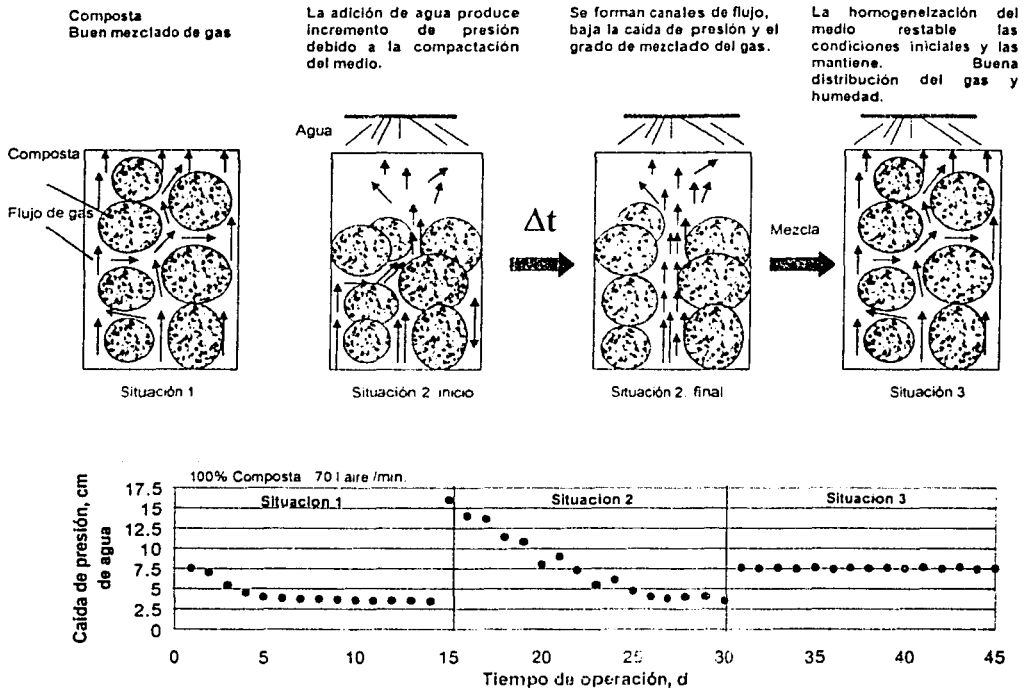 Composta
Buen mezclado de gas
La adición de agua produce
incremento de presión
debido a la compactación
del medio.
Se forman canales de flujo,
baja la caida de presión y el
grado de mezclado del gas.
La homogeneización del
medio restable las
condiciones iniciales y las
mantiene. Buena
distribución del gas y
humedad.
Agua
Composta
Flujo de gas
Δt
Mezcla
Situación 1
Situación 2 inicio
Situación 2. final
Situación 3
100% Composta 70 l aire /min.
Situacion 1
Situacion 2
Situacion 3
Caída de presión, cm
de agua
17.5
15
12.5
10
7.5
5
2.5
0
0 5 10 15 20 25 30 35 40 45
Tiempo de operación, d